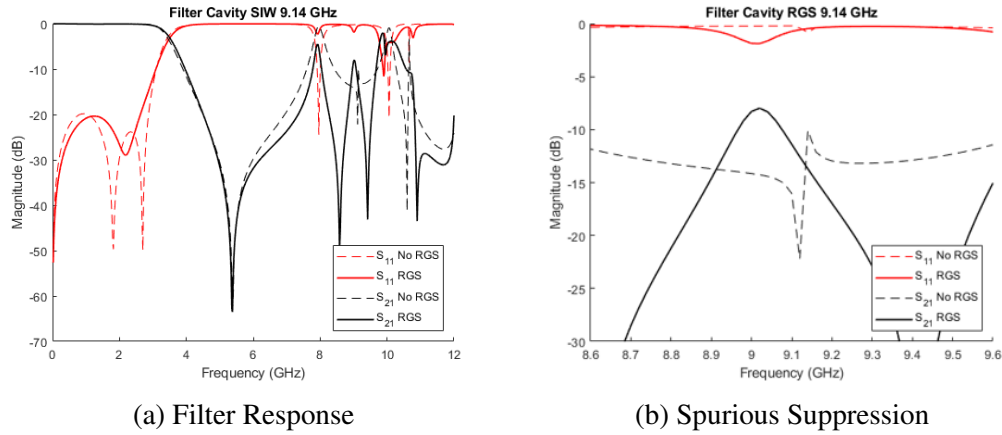 Filter Cavity SIW 9.14 GHz
0
-10
-20
-30
-40
-50
-60
-70
Magnitude (dB)
S11 No RGS
S11 RGS
S21 No RGS
S21 RGS
0 2 4 6 8 10 12
Frequency (GHz)
(a) Filter Response
Filter Cavity RGS 9.14 GHz
0
-5
-10
-15
-20
-25
-30
Magnitude (dB)
S11 No RGS
S11 RGS
S21 No RGS
S21 RGS
8.6 8.7 8.8 8.9 9 9.1 9.2 9.3 9.4 9.5 9.6
Frequency (GHz)
(b) Spurious Suppression